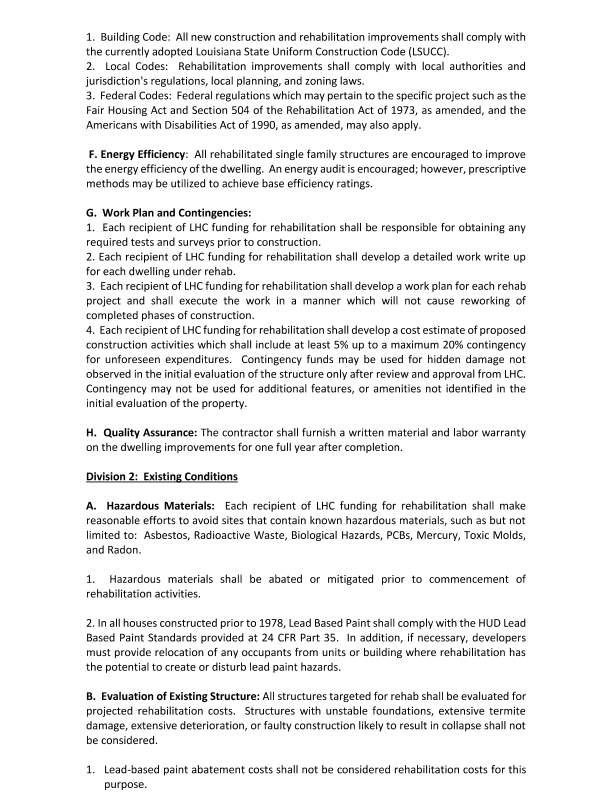 1. Building Code: All new construction and rehabilitation improvements shall comply with
the currently adopted Louisiana State Uniform Construction Code (LSUCC).
2. Local Codes: Rehabilitation improvements shall comply with local authorities and
jurisdiction's regulations, local planning, and zoning laws.
3. Federal Codes: Federal regulations which may pertain to the specific project such as the
Fair Housing Act and Section 504 of the Rehabilitation Act of 1973, as amended, and the
Americans with Disabilities Act of 1990, as amended, may also apply.
F. Energy Efficiency: All rehabilitated single family structures are encouraged to improve
the energy efficiency of the dwelling. An energy audit is encouraged; however, prescriptive
methods may be utilized to achieve base efficiency ratings.
G. Work Plan and Contingencies:
1. Each recipient of LHC funding for rehabilitation shall be responsible for obtaining any
required tests and surveys prior to construction.
2. Each recipient of LHC funding for rehabilitation shall develop a detailed work write up
for each dwelling under rehab.
3. Each recipient of LHC funding for rehabilitation shall develop a work plan for each rehab
project and shall execute the work in a manner which will not cause reworking of
completed phases of construction.
4. Each recipient of LHC funding for rehabilitation shall develop a cost estimate of proposed
construction activities which shall include at least 5% up to a maximum 20% contingency
for unforeseen expenditures. Contingency funds may be used for hidden damage not
observed in the initial evaluation of the structure only after review and approval from LHC.
Contingency may not be used for additional features, or amenities not identified in the
initial evaluation of the property.
H. Quality Assurance: The contractor shall furnish a written material and labor warranty
on the dwelling improvements for one full year after completion.
Division 2: Existing Conditions
A. Hazardous Materials: Each recipient of LHC funding for rehabilitation shall make
reasonable efforts to avoid sites that contain known hazardous materials, such as but not
limited to: Asbestos, Radioactive Waste, Biological Hazards, PCBs, Mercury, Toxic Molds,
and Radon.
1. Hazardous materials shall be abated or mitigated prior to commencement of
rehabilitation activities.
2. In all houses constructed prior to 1978, Lead Based Paint shall comply with the HUD Lead
Based Paint Standards provided at 24 CFR Part 35. In addition, if necessary, developers
must provide relocation of any occupants from units or building where rehabilitation has
the potential to create or disturb lead paint hazards.
B. Evaluation of Existing Structure: All structures targeted for rehab shall be evaluated for
projected rehabilitation costs. Structures with unstable foundations, extensive termite
damage, extensive deterioration, or faulty construction likely to result in collapse shall not
be considered.
1. Lead-based paint abatement costs shall not be considered rehabilitation costs for this
purpose.